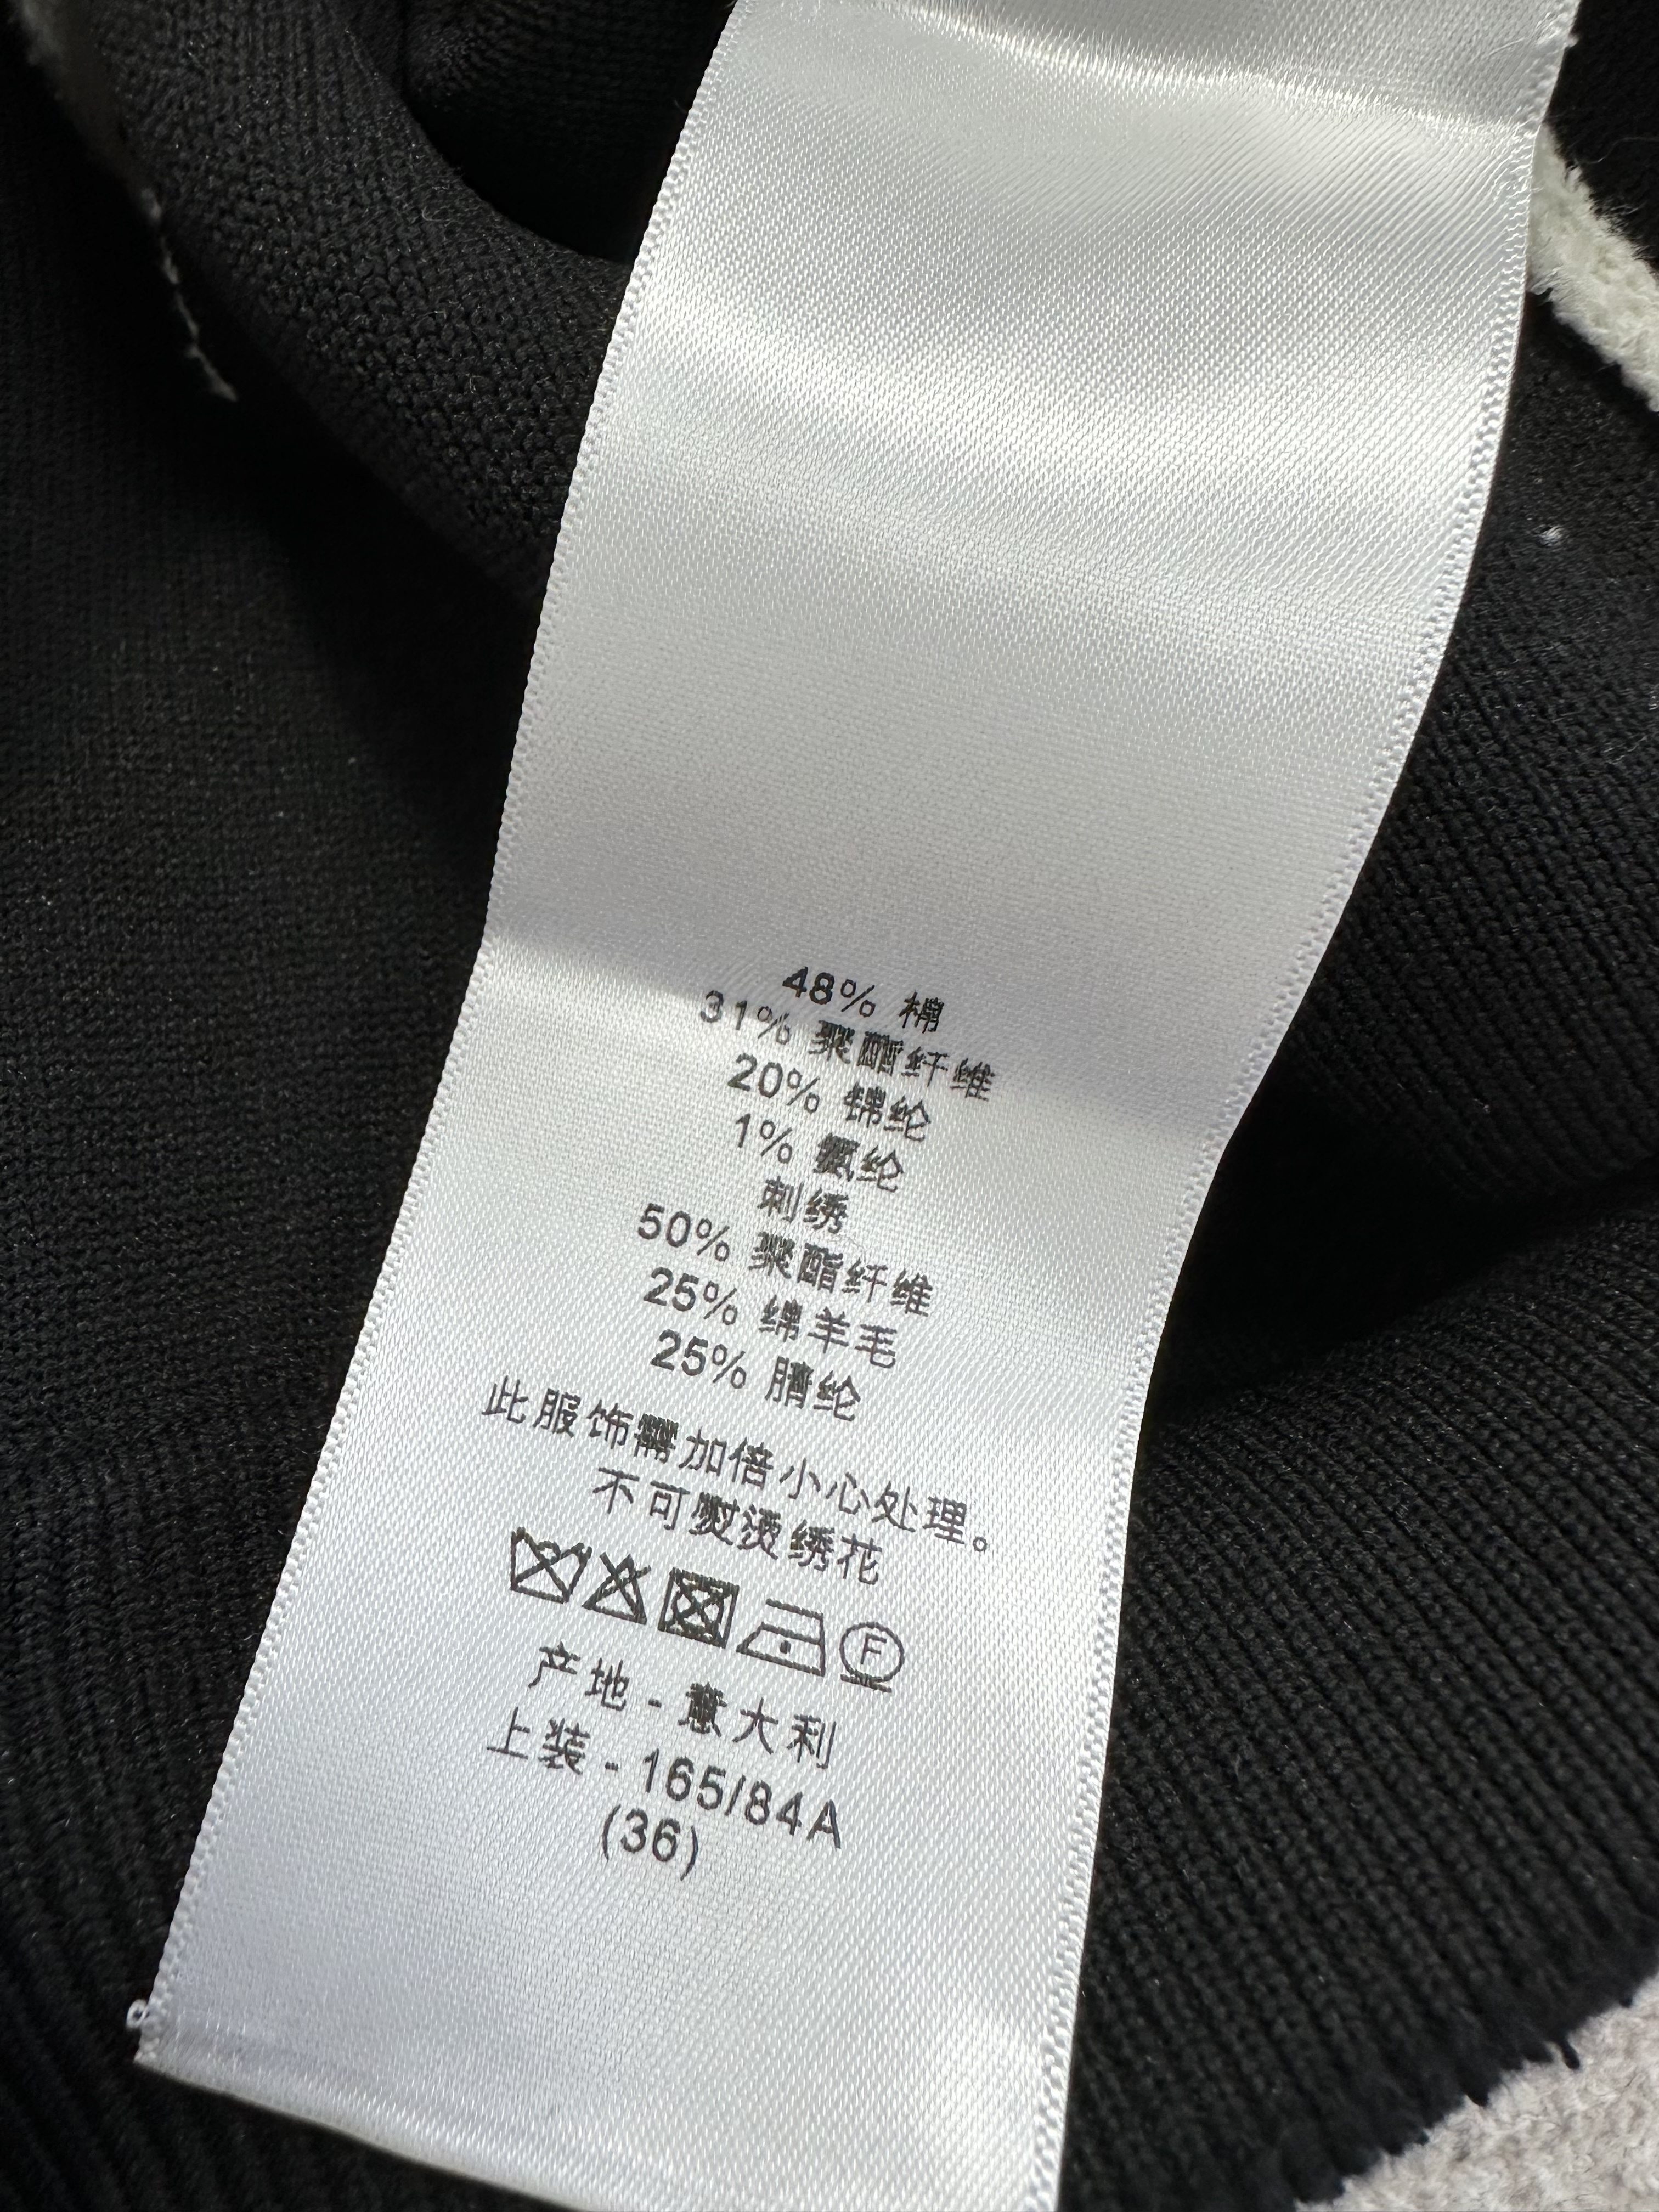 48% 棉
31% 聚酯纤维
20% 锦纶
1% 氨纶
刺绣
50% 聚酯纤维
25% 绵羊毛
25% 腈纶
此服饰需加倍小心处理。
不可熨烫绣花
F
产地 - 意大利
上装 - 165/84A
(36)